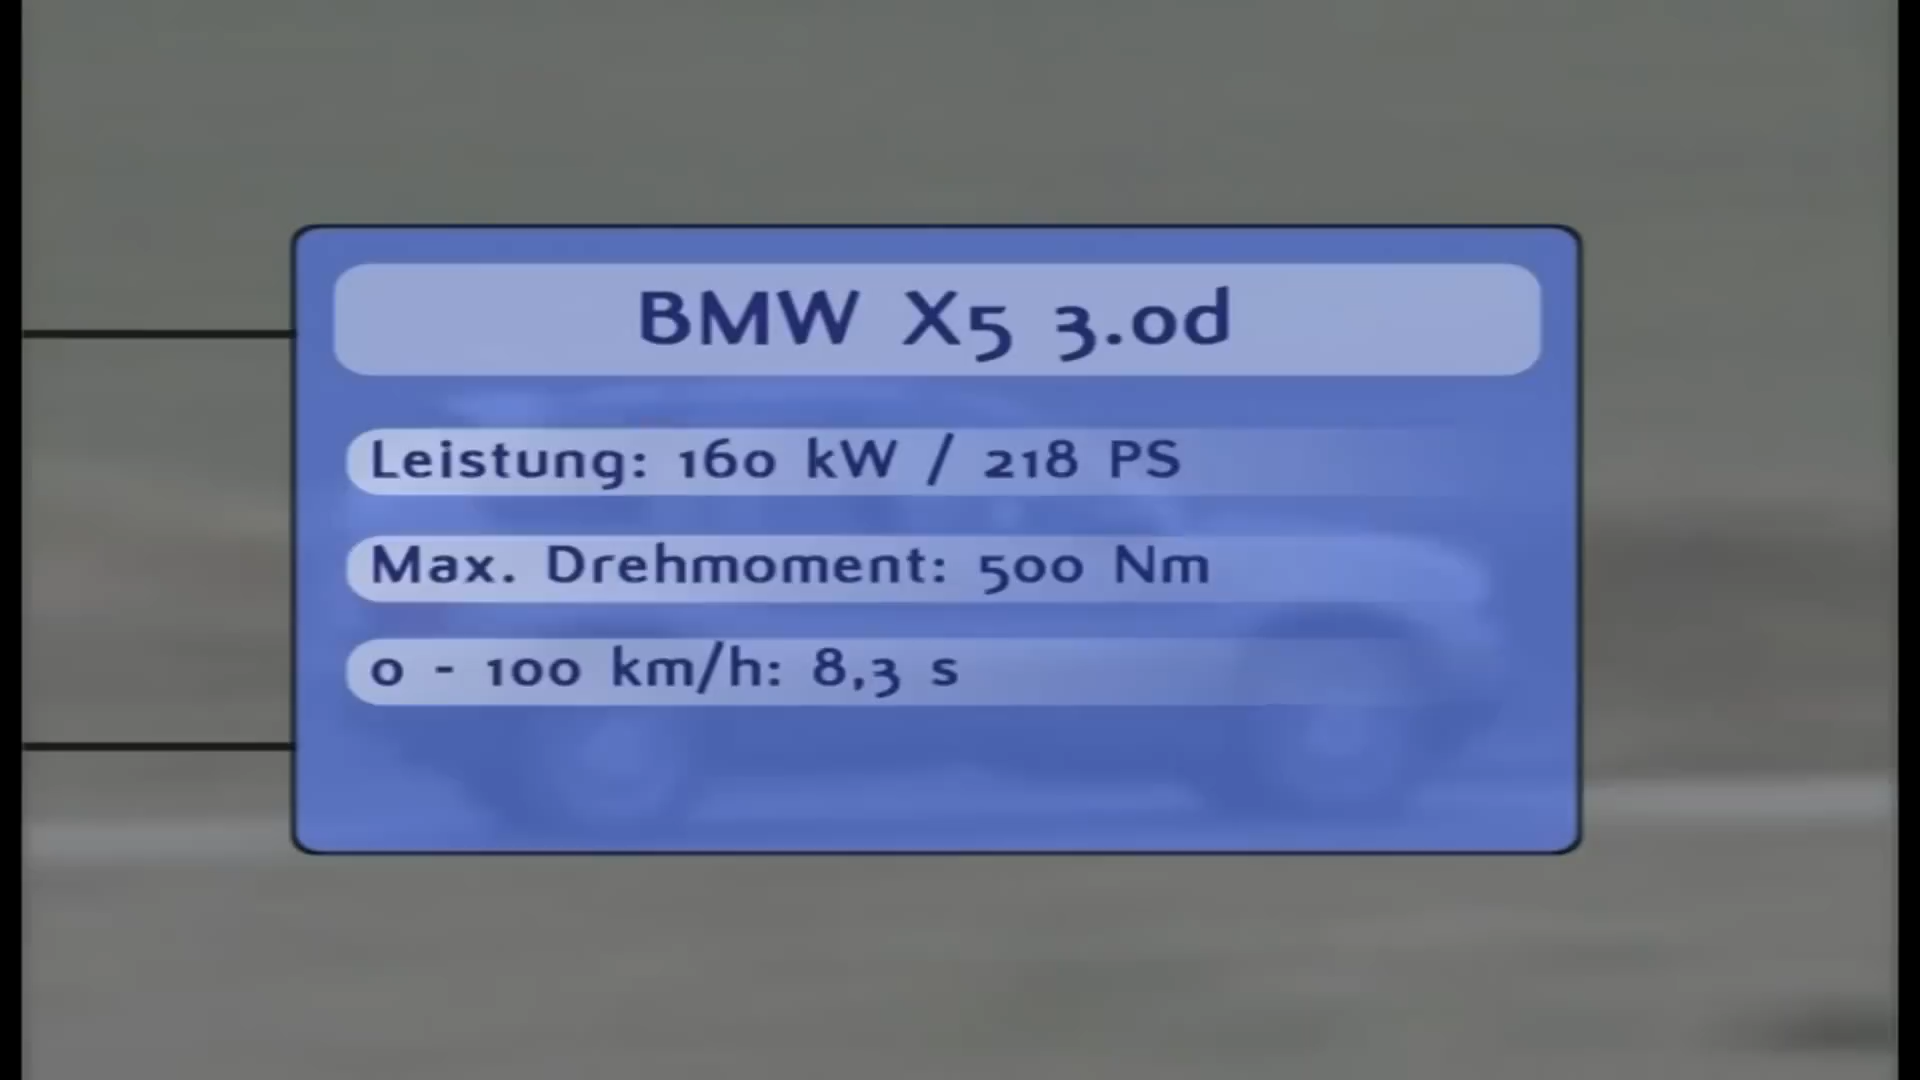 BMW X5 3.0d
Leistung: 160 kW / 218 PS
Max. Drehmoment: 500 Nm
0 - 100 km/h: 8,3 s